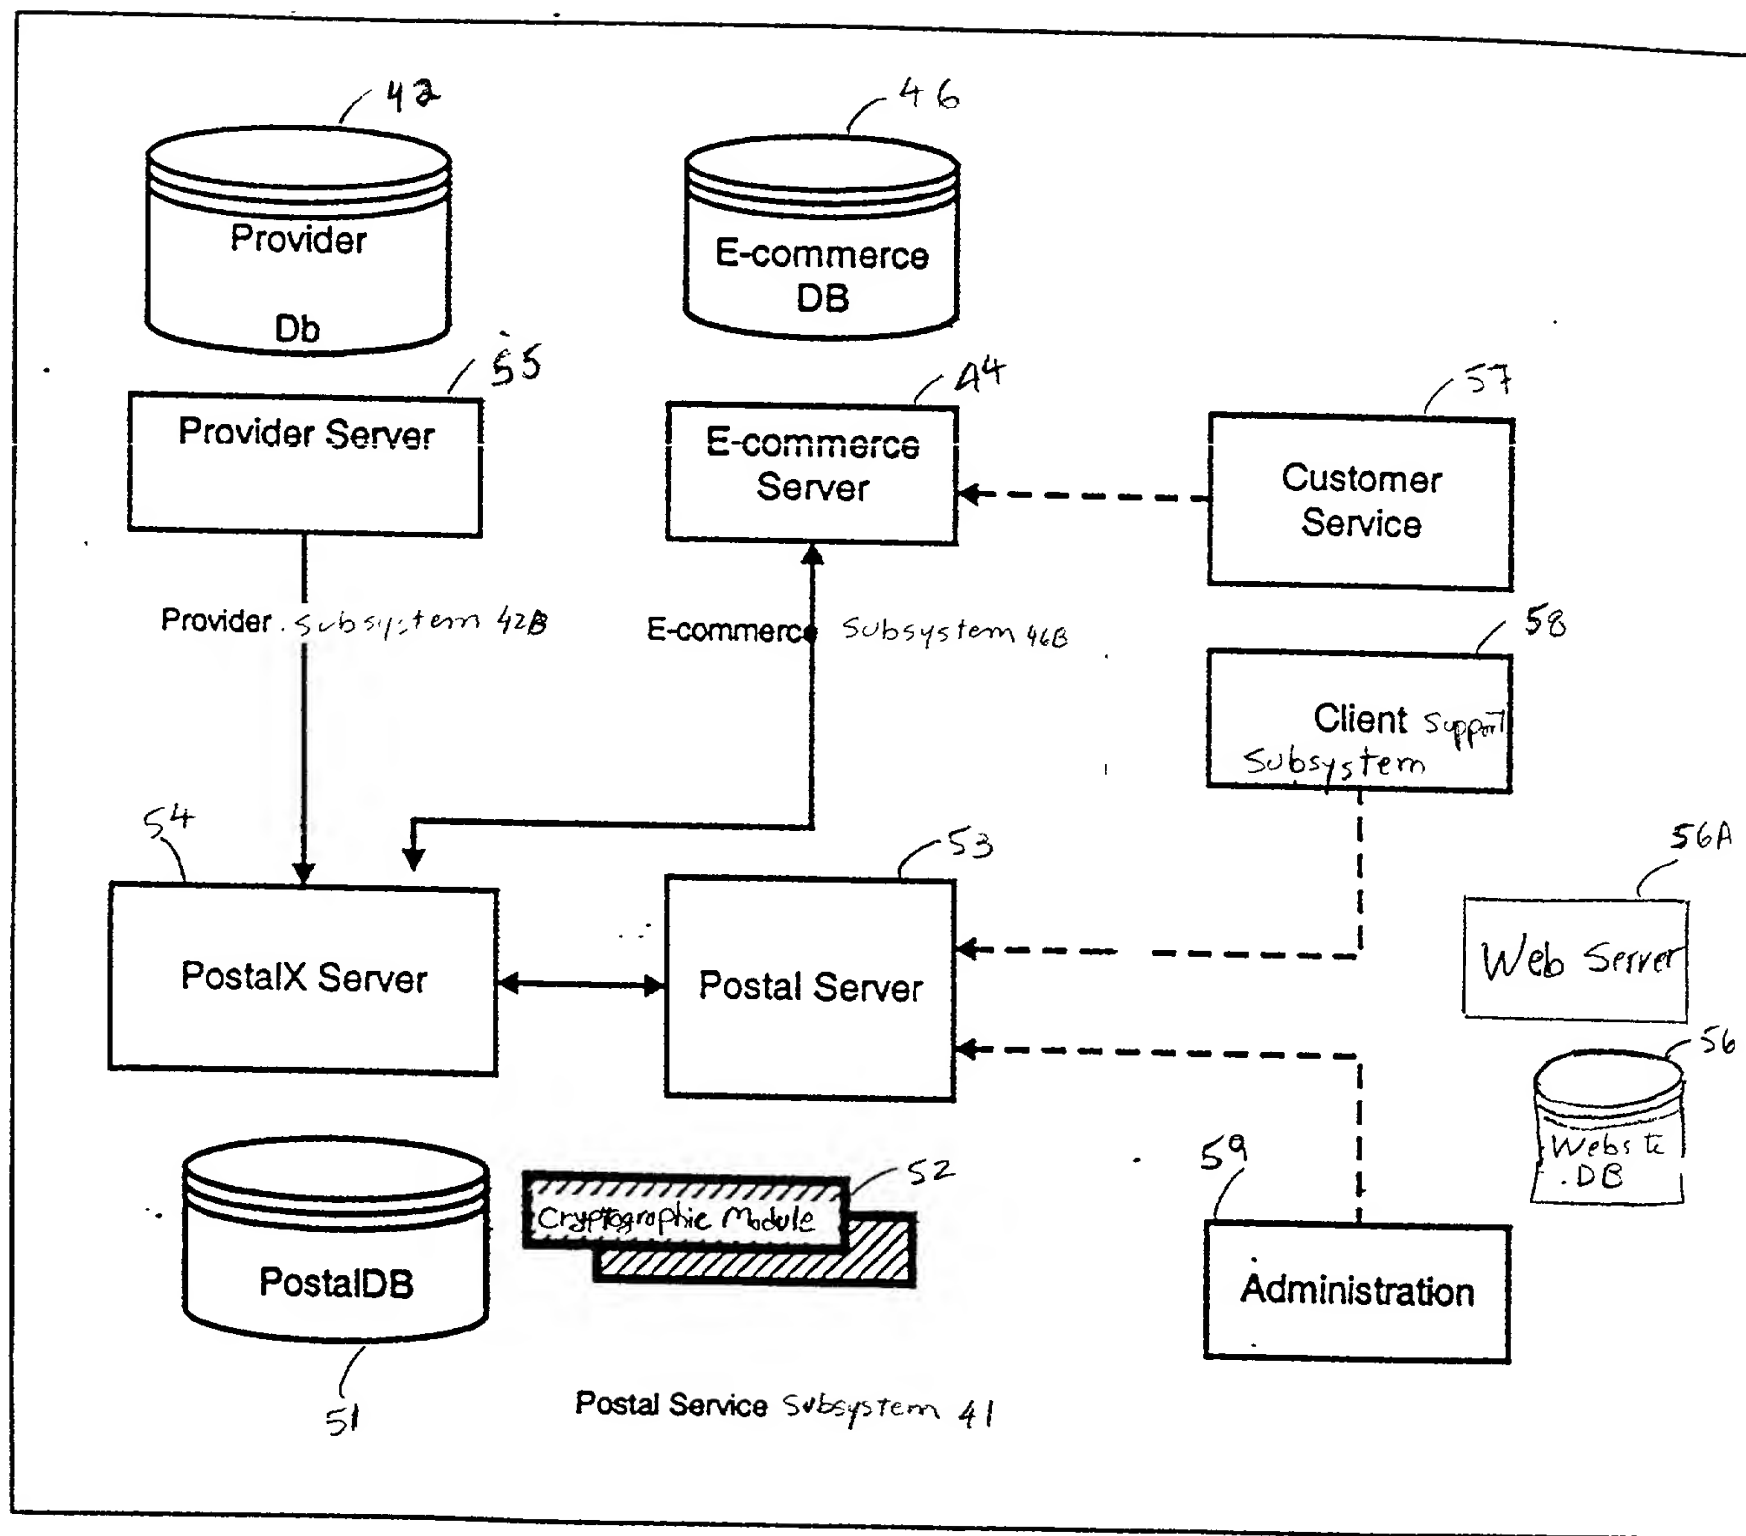 42
46
Provider
Db
E-commerce
DB
55
44
57
Provider Server
E-commerce
Server
Customer
Service
Provider subsystem 42B
E-commerce Subsystem 46B
58
Client Support
Subsystem
54
53
56A
PostalX Server
Postal Server
Web Server
56
Webste
.DB
59
52
Cryptographic Module
PostalDB
Administration
51
Postal Service Subsystem 41